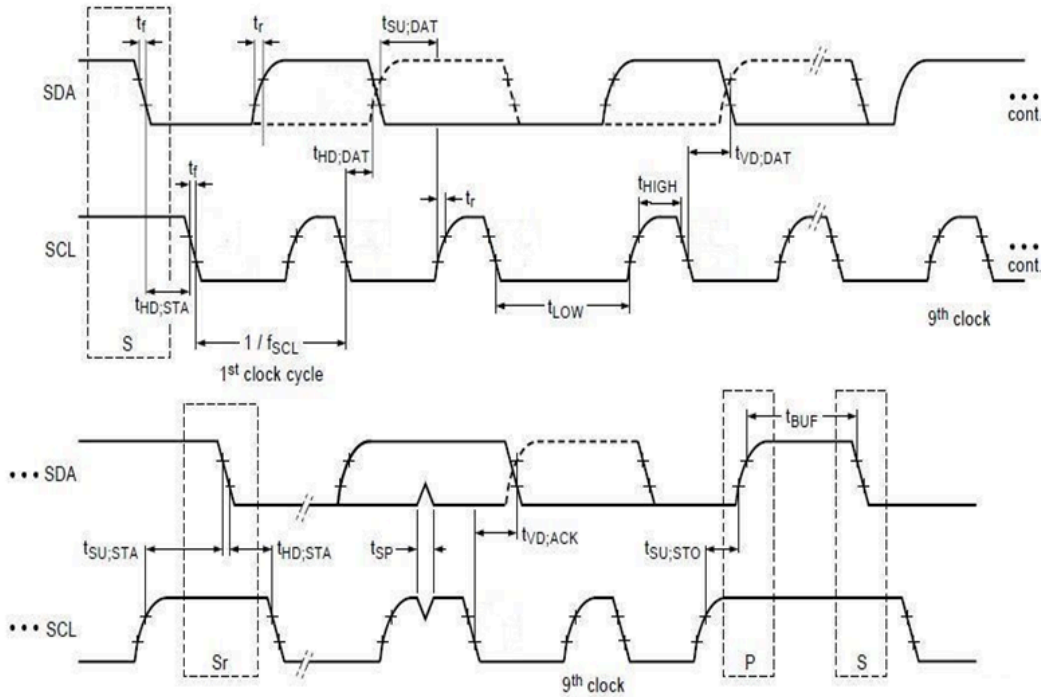 tf tr tSU;DAT
SDA
••• cont.
tHD;DAT tVD;DAT
tf tr tHIGH
SCL
••• cont.
tHD;STA tLOW
9th clock
S 1 / fSCL
1st clock cycle
tBUF
••• SDA
tSU;STA tHD;STA tSP tVD;ACK tSU;STO
••• SCL
Sr P S
9th clock